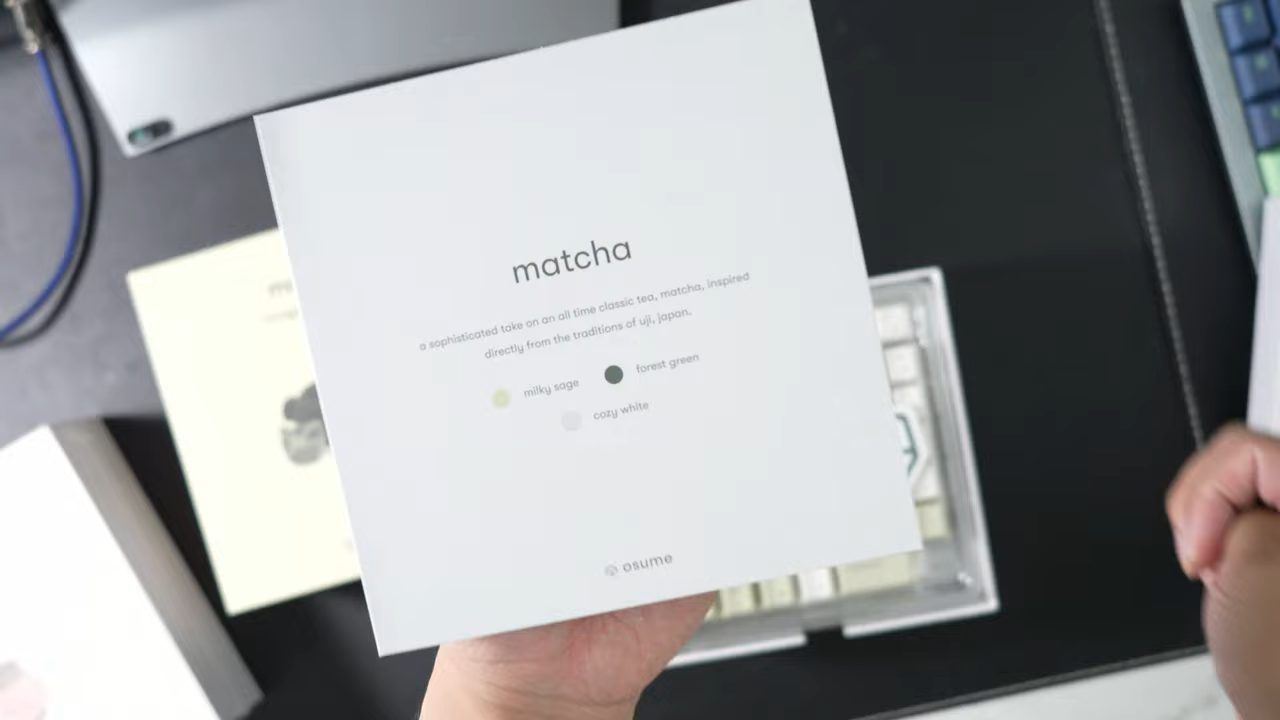 matcha
a sophisticated take on an all time classic tea, matcha, inspired
directly from the traditions of uji, japan.
milky sage
forest green
cozy white
osume